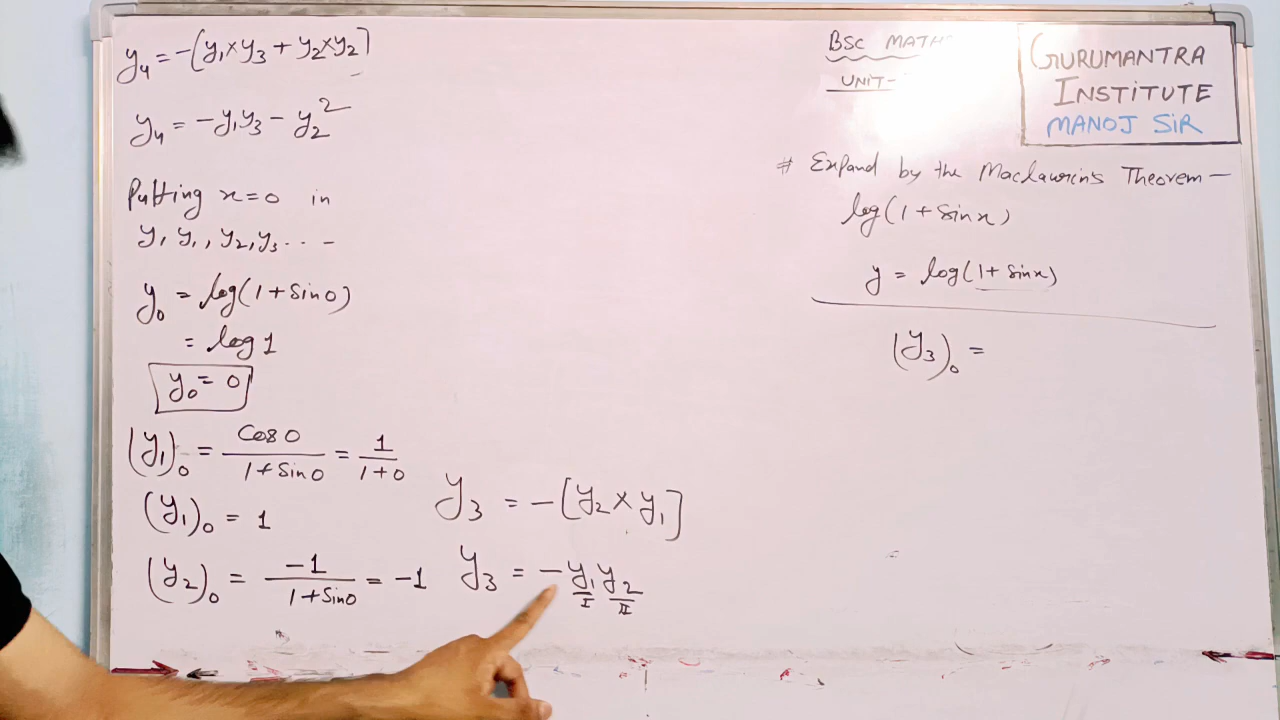 y₄ = -[y₁×y₃ + y₂×y₂]
y₄ = -y₁y₃ - y₂²
Putting x=0 in
y, y₁, y₂, y₃ ... -
y₀ = log(1+Sin0)
= log 1
y₀ = 0
(y₁)₀ = Cos 0 / 1+Sin0 = 1 / 1+0
(y₁)₀ = 1
(y₂)₀ = -1 / 1+Sin0 = -1
y₃ = -[y₂ × y₁]
y₃ = -y₁y₂
I II
BSc MATH
UNIT-
GURUMANTRA
INSTITUTE
MANOJ SIR
# Expand by the Maclaurin's Theorem —
log(1 + Sinx)
y = log(1+ Sinx)
(y₃)₀ =